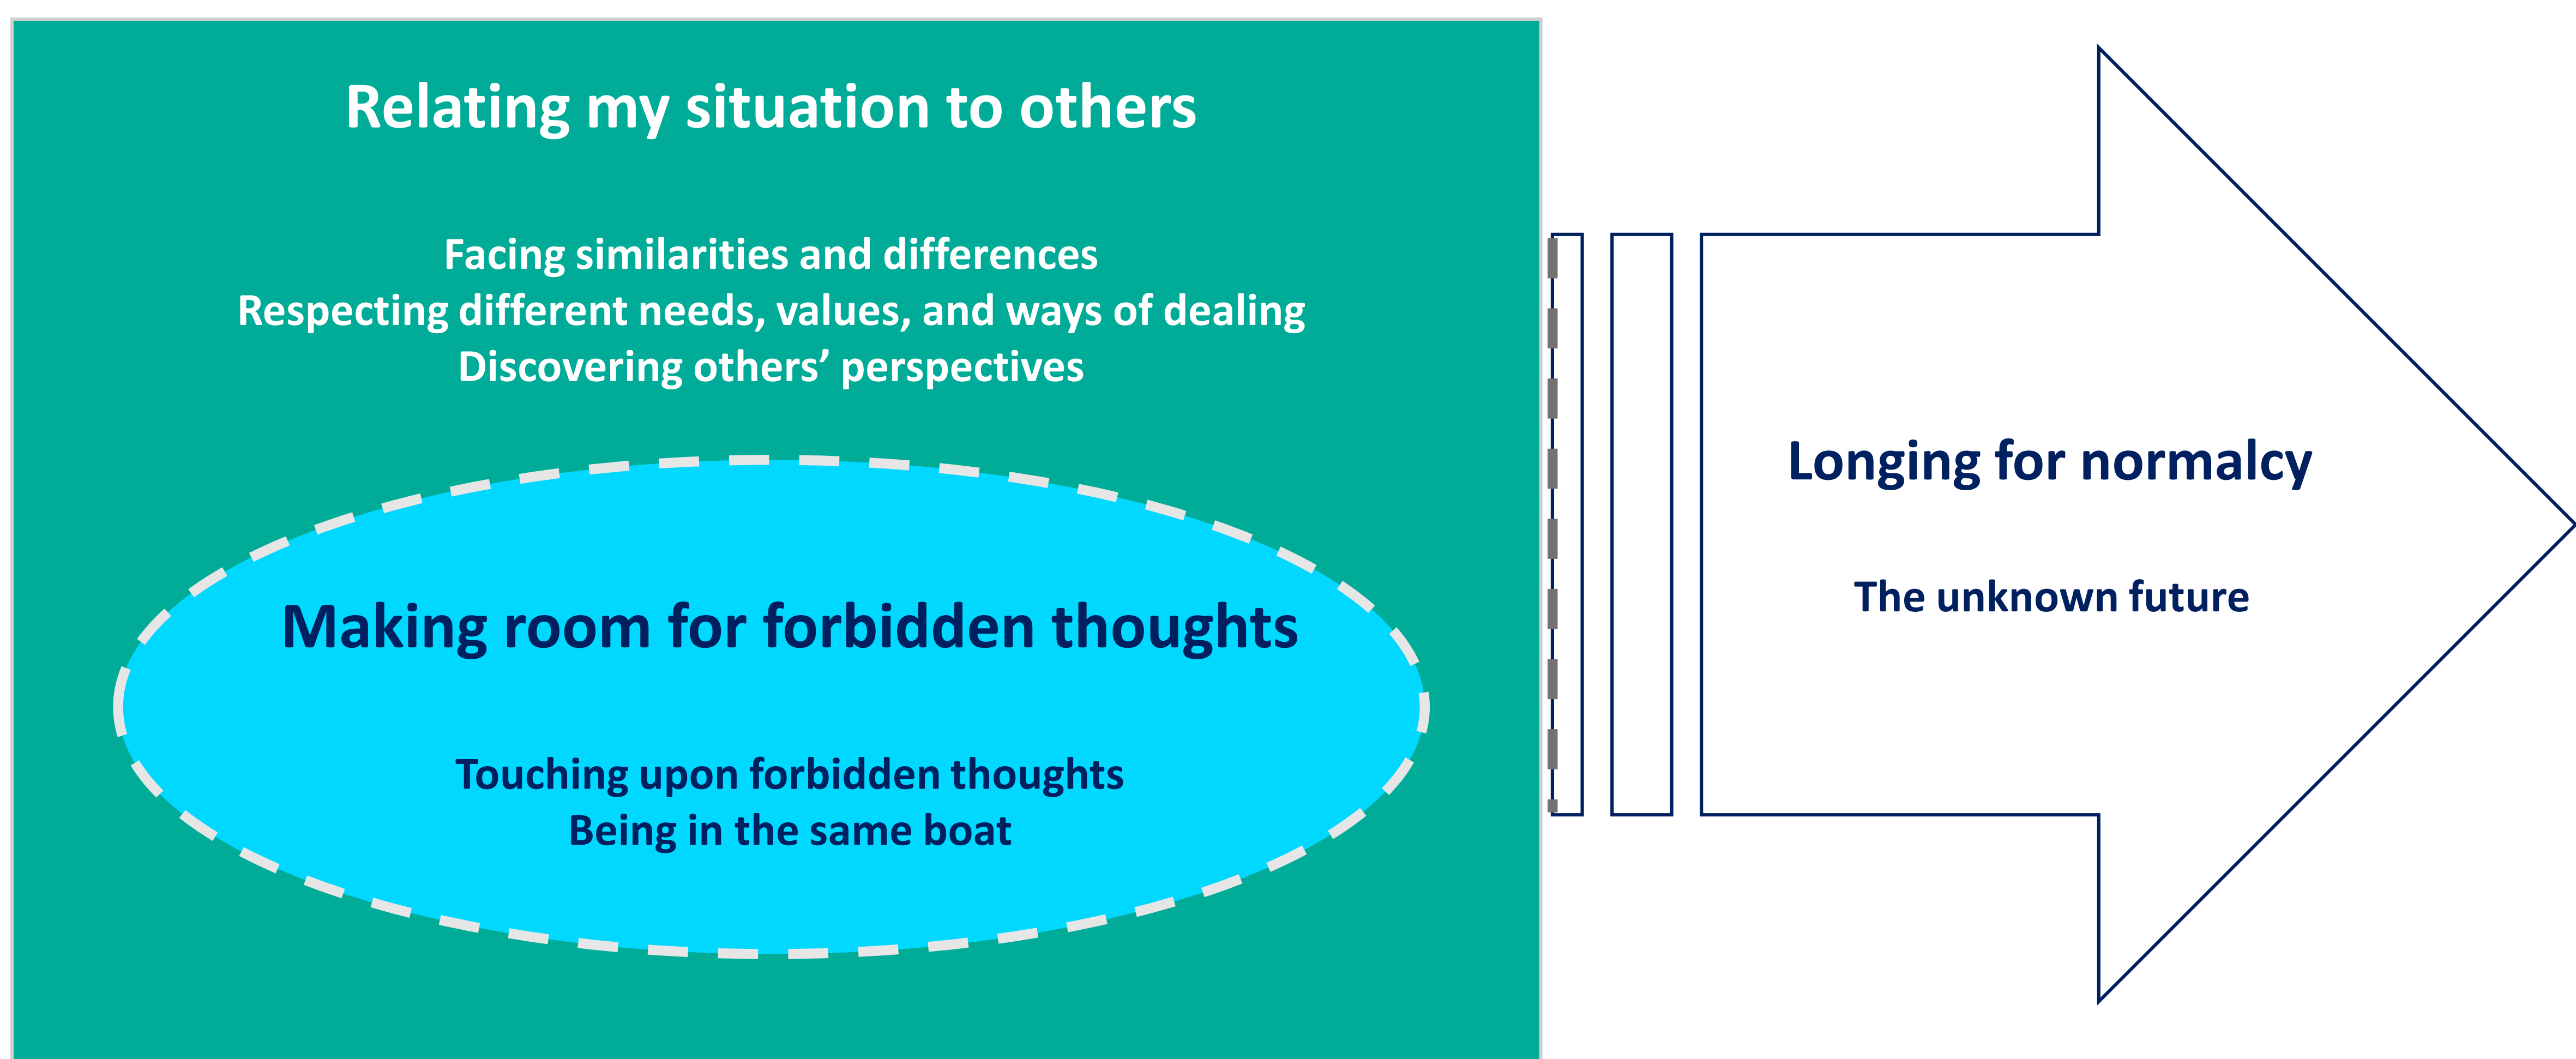 Relating my situation to others
Facing similarities and differences
Respecting different needs, values, and ways of dealing
Discovering others’ perspectives
Making room for forbidden thoughts
Touching upon forbidden thoughts
Being in the same boat
Longing for normalcy
The unknown future